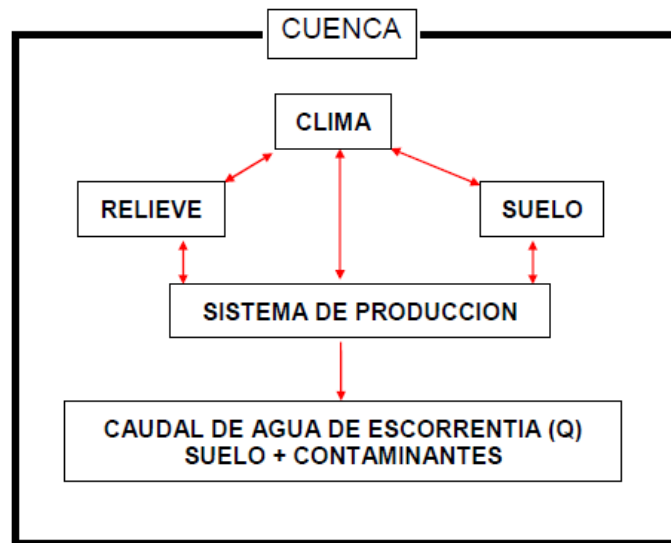 CUENCA
CLIMA
RELIEVE
SUELO
SISTEMA DE PRODUCCION
CAUDAL DE AGUA DE ESCORRENTIA (Q)
SUELO + CONTAMINANTES